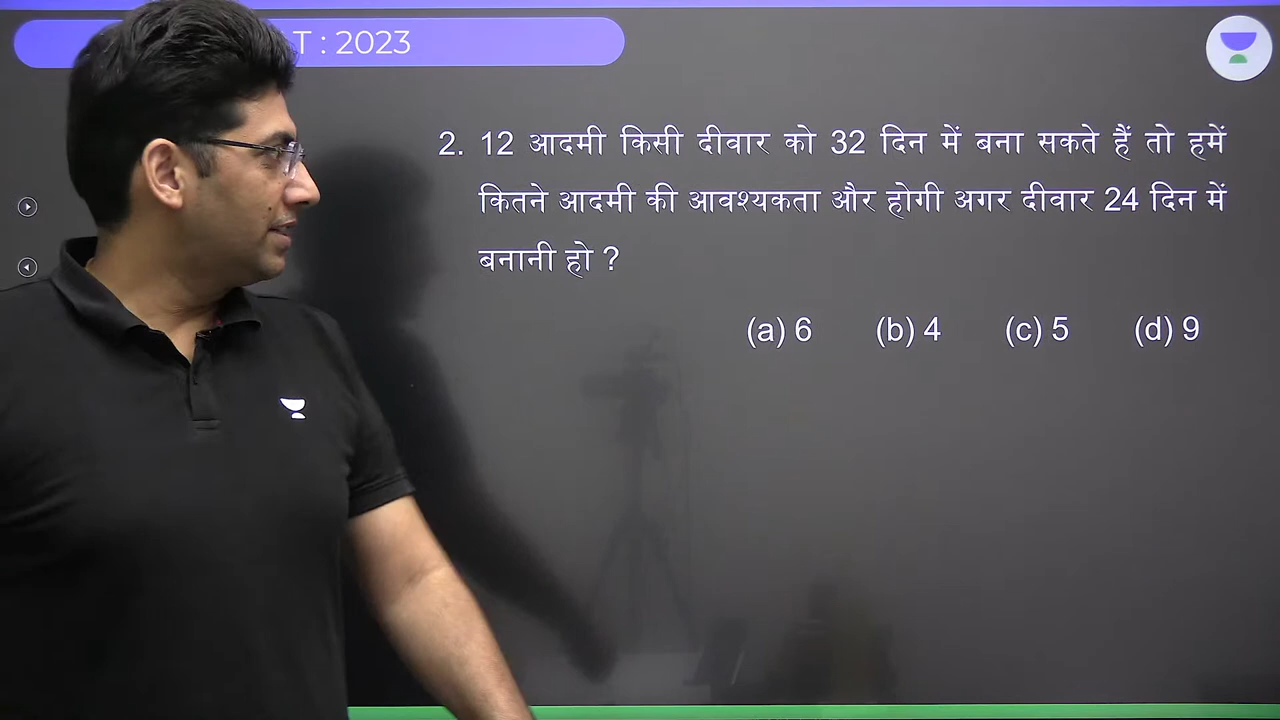 T : 2023
2. 12 आदमी किसी दीवार को 32 दिन में बना सकते हैं तो हमें
कितने आदमी की आवश्यकता और होगी अगर दीवार 24 दिन में
बनानी हो ?
(a) 6 (b) 4 (c) 5 (d) 9